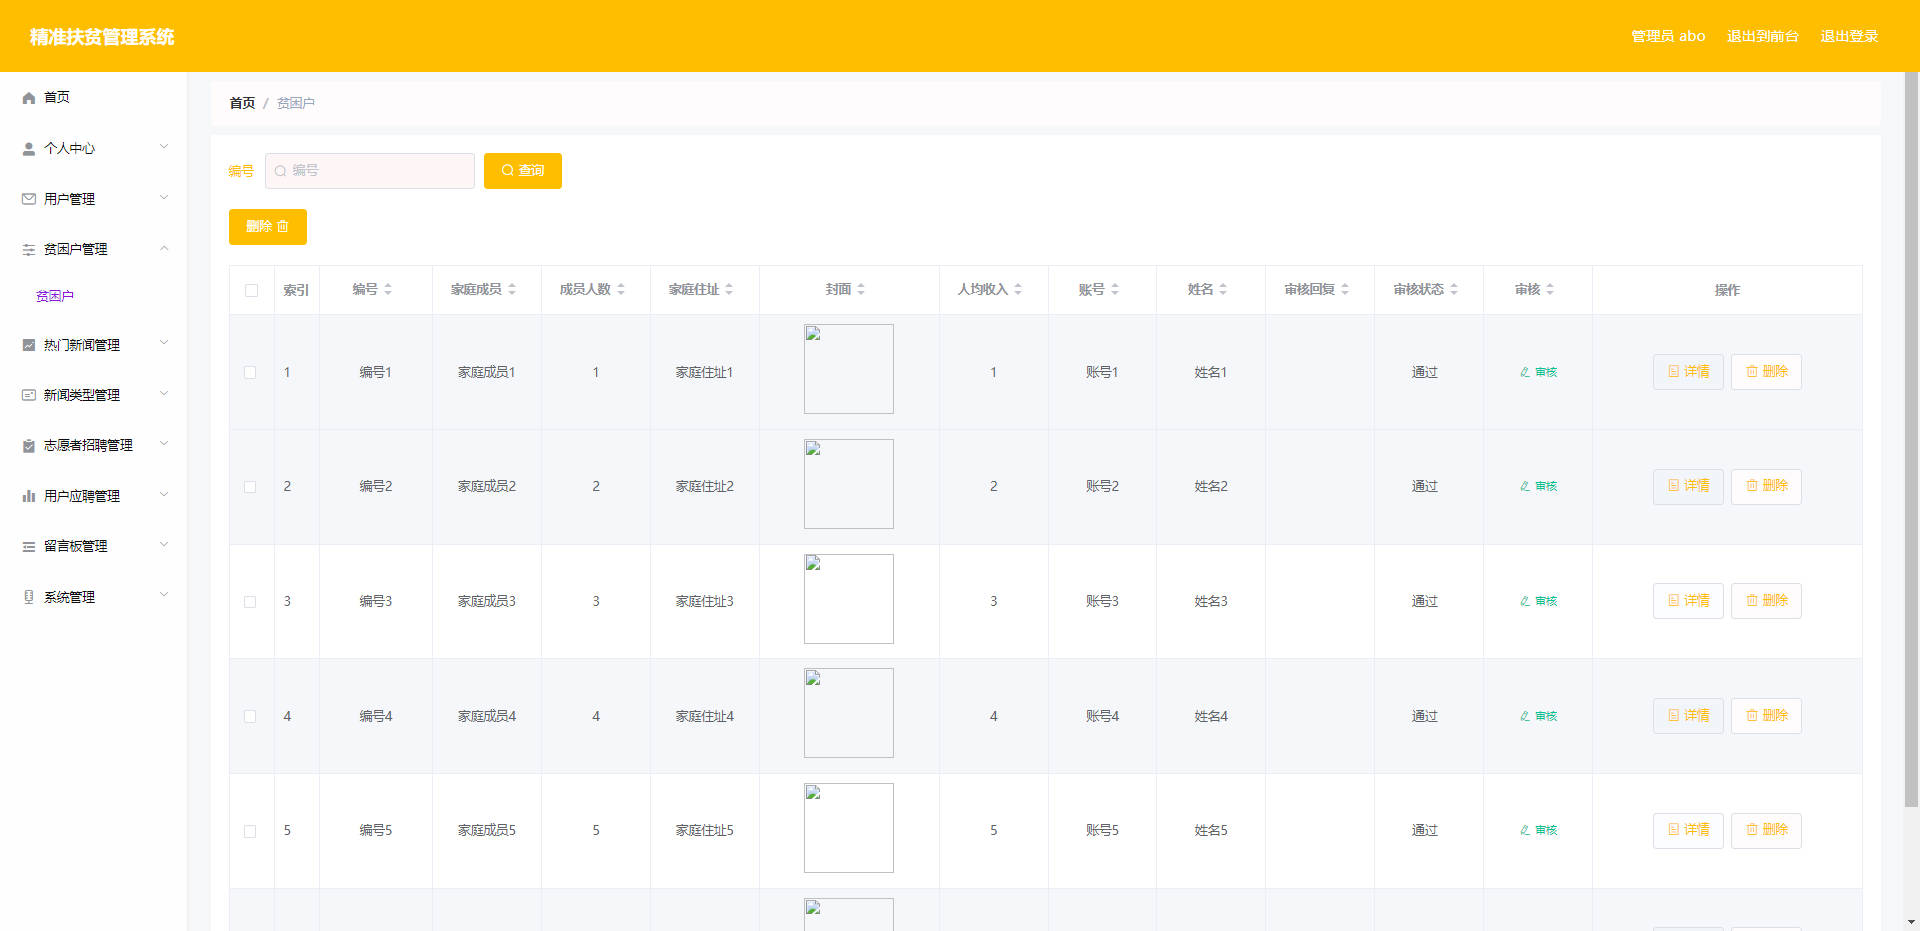 精准扶贫管理系统
管理员 abo 退出到前台 退出登录
首页
个人中心
用户管理
贫困户管理
贫困户
热门新闻管理
新闻类型管理
志愿者招聘管理
用户应聘管理
留言板管理
系统管理
首页 / 贫困户
编号 编号 查询
删除
索引 编号 家庭成员 成员人数 家庭住址 封面 人均收入 账号 姓名 审核回复 审核状态 审核 操作
1 编号1 家庭成员1 1 家庭住址1 1 账号1 姓名1 通过 审核 详情 删除
2 编号2 家庭成员2 2 家庭住址2 2 账号2 姓名2 通过 审核 详情 删除
3 编号3 家庭成员3 3 家庭住址3 3 账号3 姓名3 通过 审核 详情 删除
4 编号4 家庭成员4 4 家庭住址4 4 账号4 姓名4 通过 审核 详情 删除
5 编号5 家庭成员5 5 家庭住址5 5 账号5 姓名5 通过 审核 详情 删除